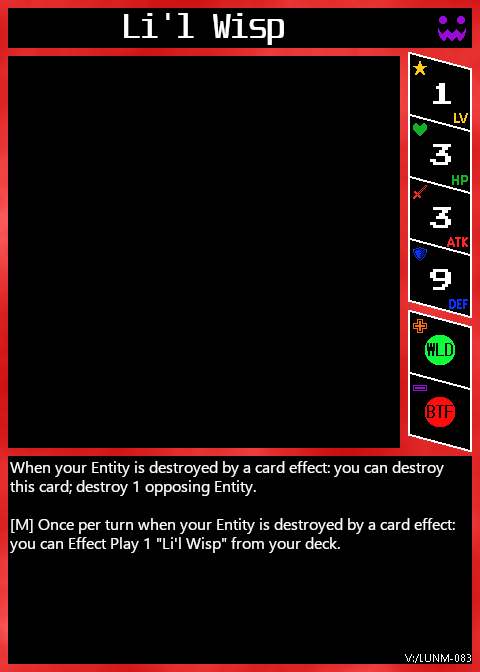 Li'l Wisp
1
LV
3
HP
3
ATK
9
DEF
WLD
BTF
When your Entity is destroyed by a card effect: you can destroy
this card; destroy 1 opposing Entity.
[M] Once per turn when your Entity is destroyed by a card effect:
you can Effect Play 1 "Li'l Wisp" from your deck.
V:/LUNM-083